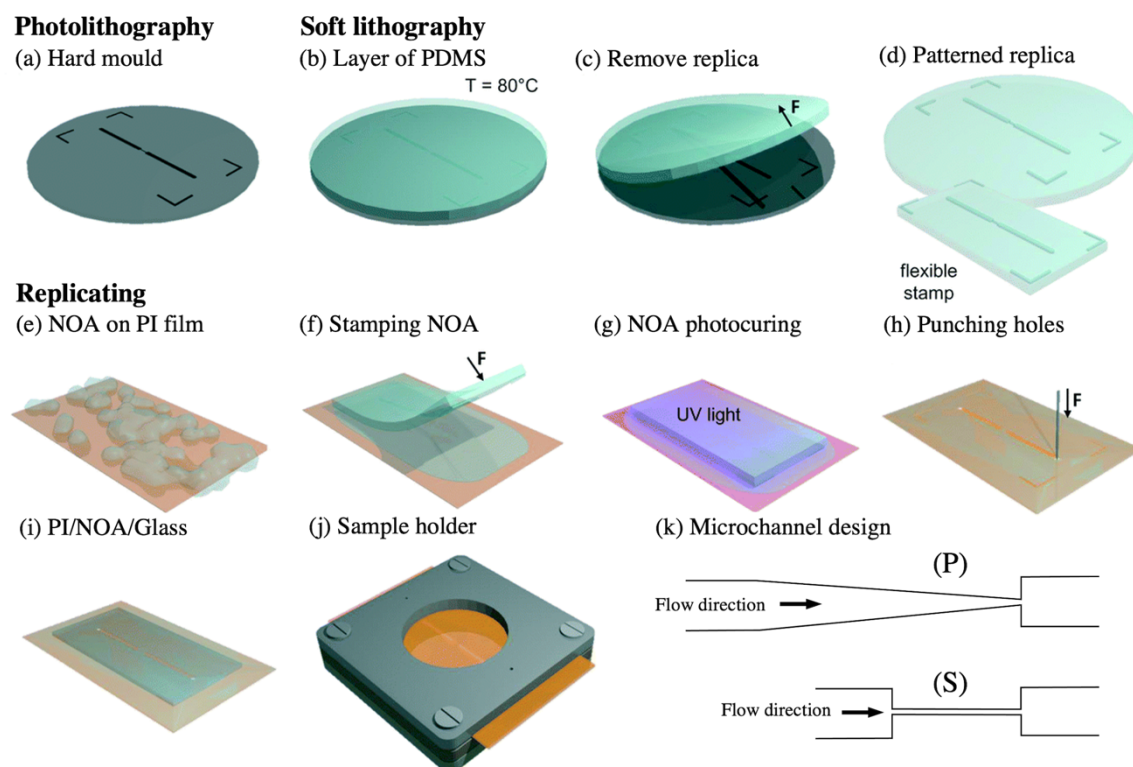 Photolithography
Soft lithography
(a) Hard mould
(b) Layer of PDMS
(c) Remove replica
(d) Patterned replica
T = 80°C
F
flexible
stamp
Replicating
(e) NOA on PI film
(f) Stamping NOA
(g) NOA photocuring
(h) Punching holes
F
UV light
F
(i) PI/NOA/Glass
(j) Sample holder
(k) Microchannel design
(P)
Flow direction
(S)
Flow direction